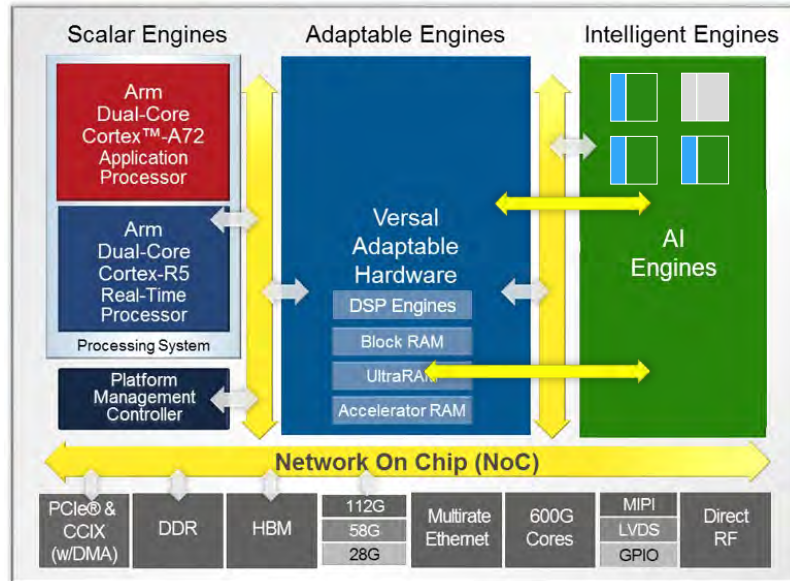 Scalar Engines
Adaptable Engines
Intelligent Engines
Arm
Dual-Core
Cortex™-A72
Application
Processor
Arm
Dual-Core
Cortex-R5
Real-Time
Processor
Processing System
Platform
Management
Controller
Versal
Adaptable
Hardware
DSP Engines
Block RAM
UltraRAM
Accelerator RAM
AI
Engines
Network On Chip (NoC)
PCIe® &
CCIX
(w/DMA)
DDR
HBM
112G
58G
28G
Multirate
Ethernet
600G
Cores
MIPI
LVDS
GPIO
Direct
RF